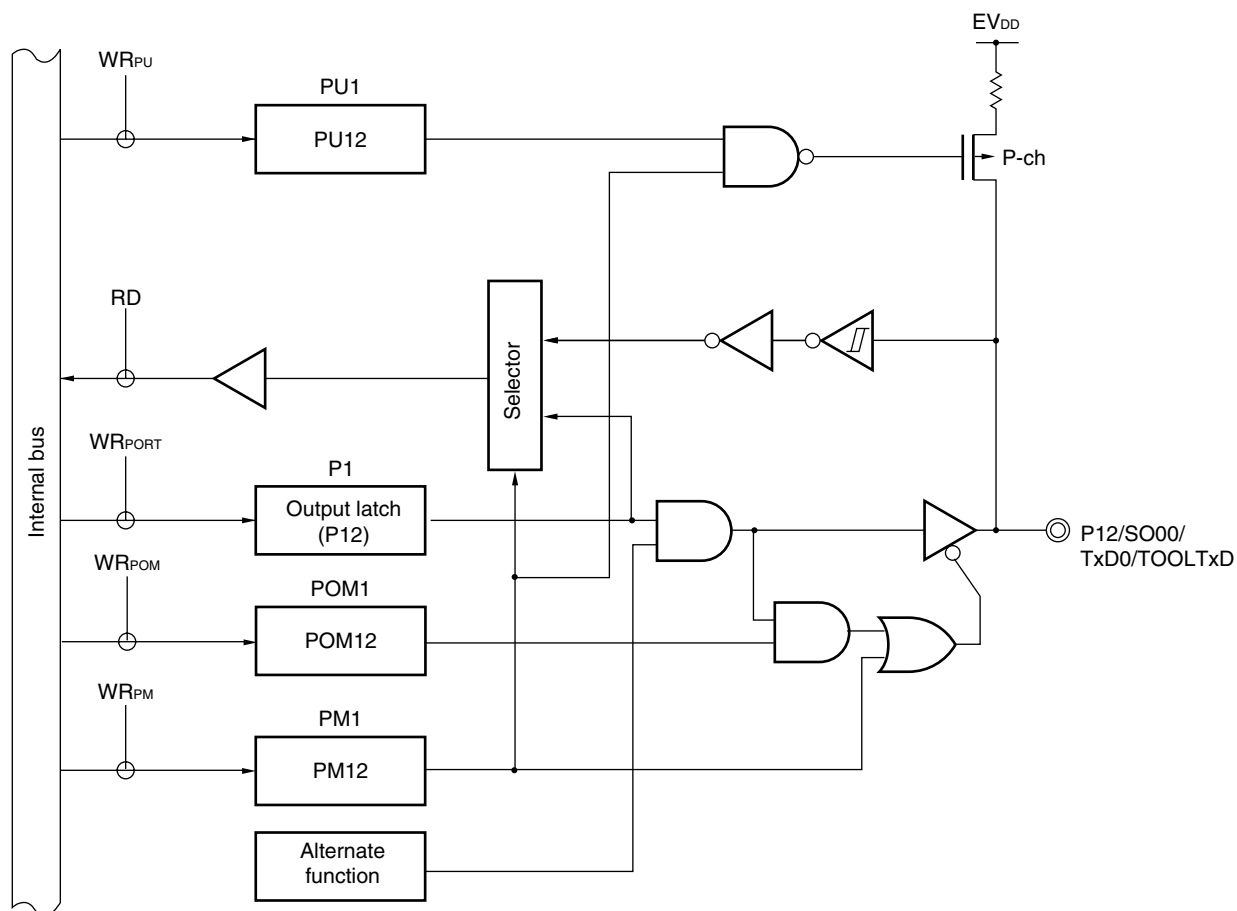 EVDD
WRPU
PU1
PU12
P-ch
RD
Selector
Internal bus
WRPORT
P1
Output latch
(P12)
P12/SO00/
TxD0/TOOLTxD
WRPOM
POM1
POM12
WRPM
PM1
PM12
Alternate
function